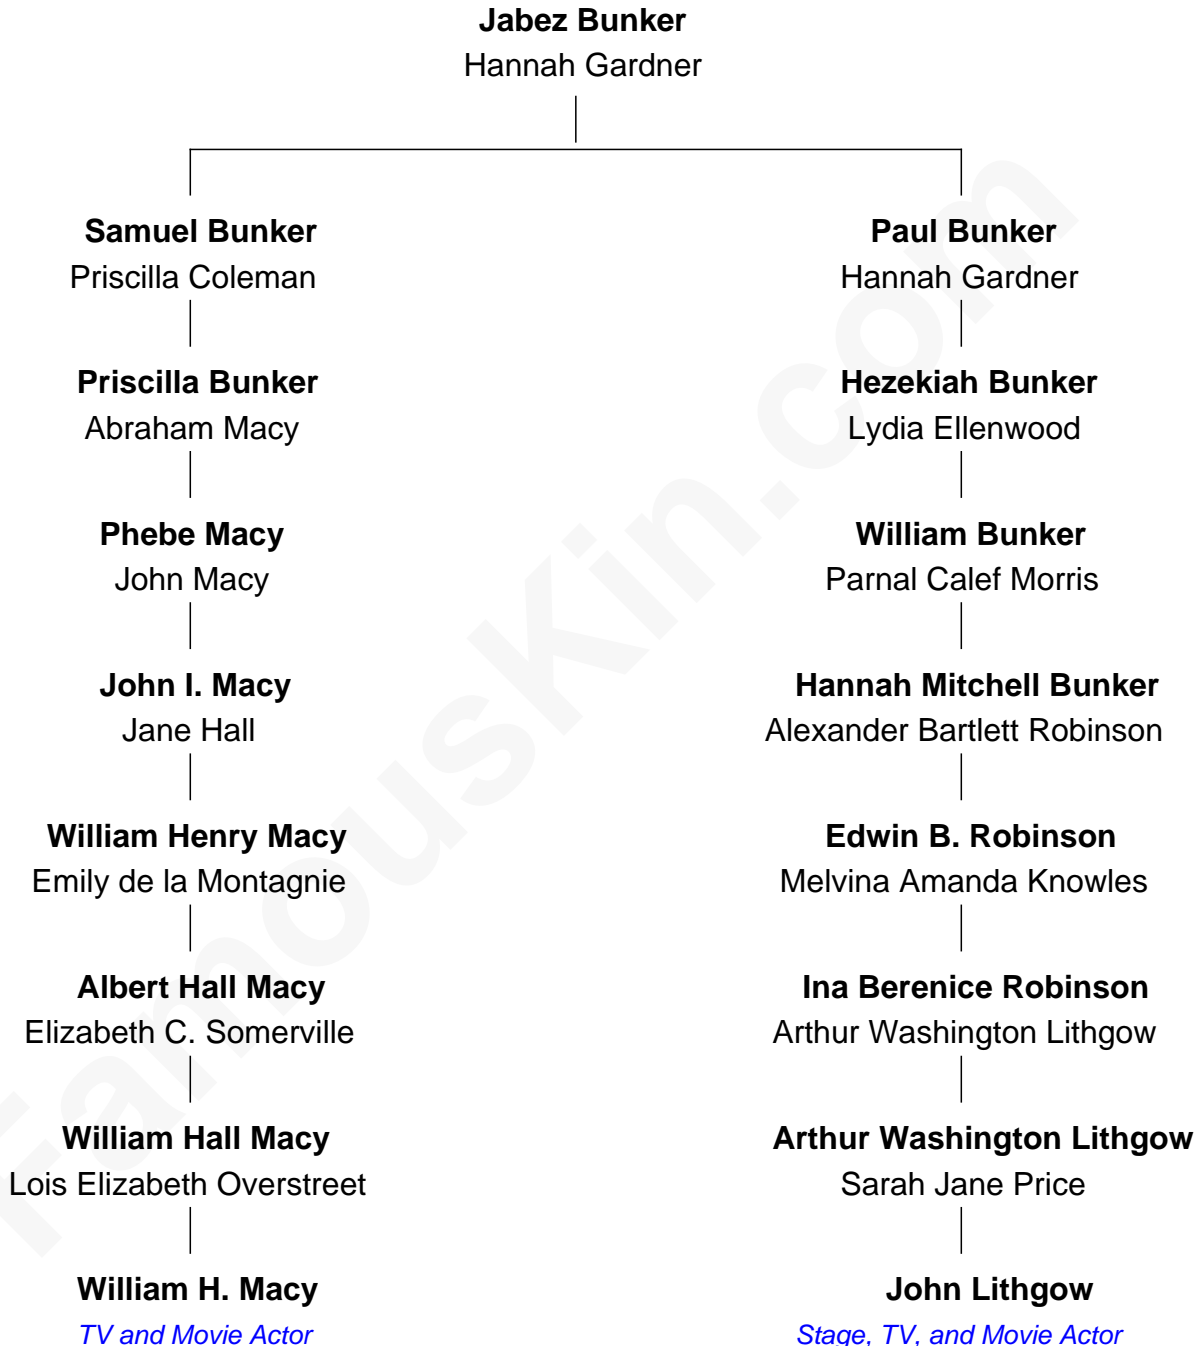 Jabez Bunker
Hannah Gardner
Samuel Bunker
Priscilla Coleman
Paul Bunker
Hannah Gardner
Priscilla Bunker
Abraham Macy
Hezekiah Bunker
Lydia Ellenwood
Phebe Macy
John Macy
William Bunker
Parnal Calef Morris
John I. Macy
Jane Hall
Hannah Mitchell Bunker
Alexander Bartlett Robinson
William Henry Macy
Emily de la Montagnie
Edwin B. Robinson
Melvina Amanda Knowles
Albert Hall Macy
Elizabeth C. Somerville
Ina Berenice Robinson
Arthur Washington Lithgow
William Hall Macy
Lois Elizabeth Overstreet
Arthur Washington Lithgow
Sarah Jane Price
William H. Macy
TV and Movie Actor
John Lithgow
Stage, TV, and Movie Actor
FamousKin.com